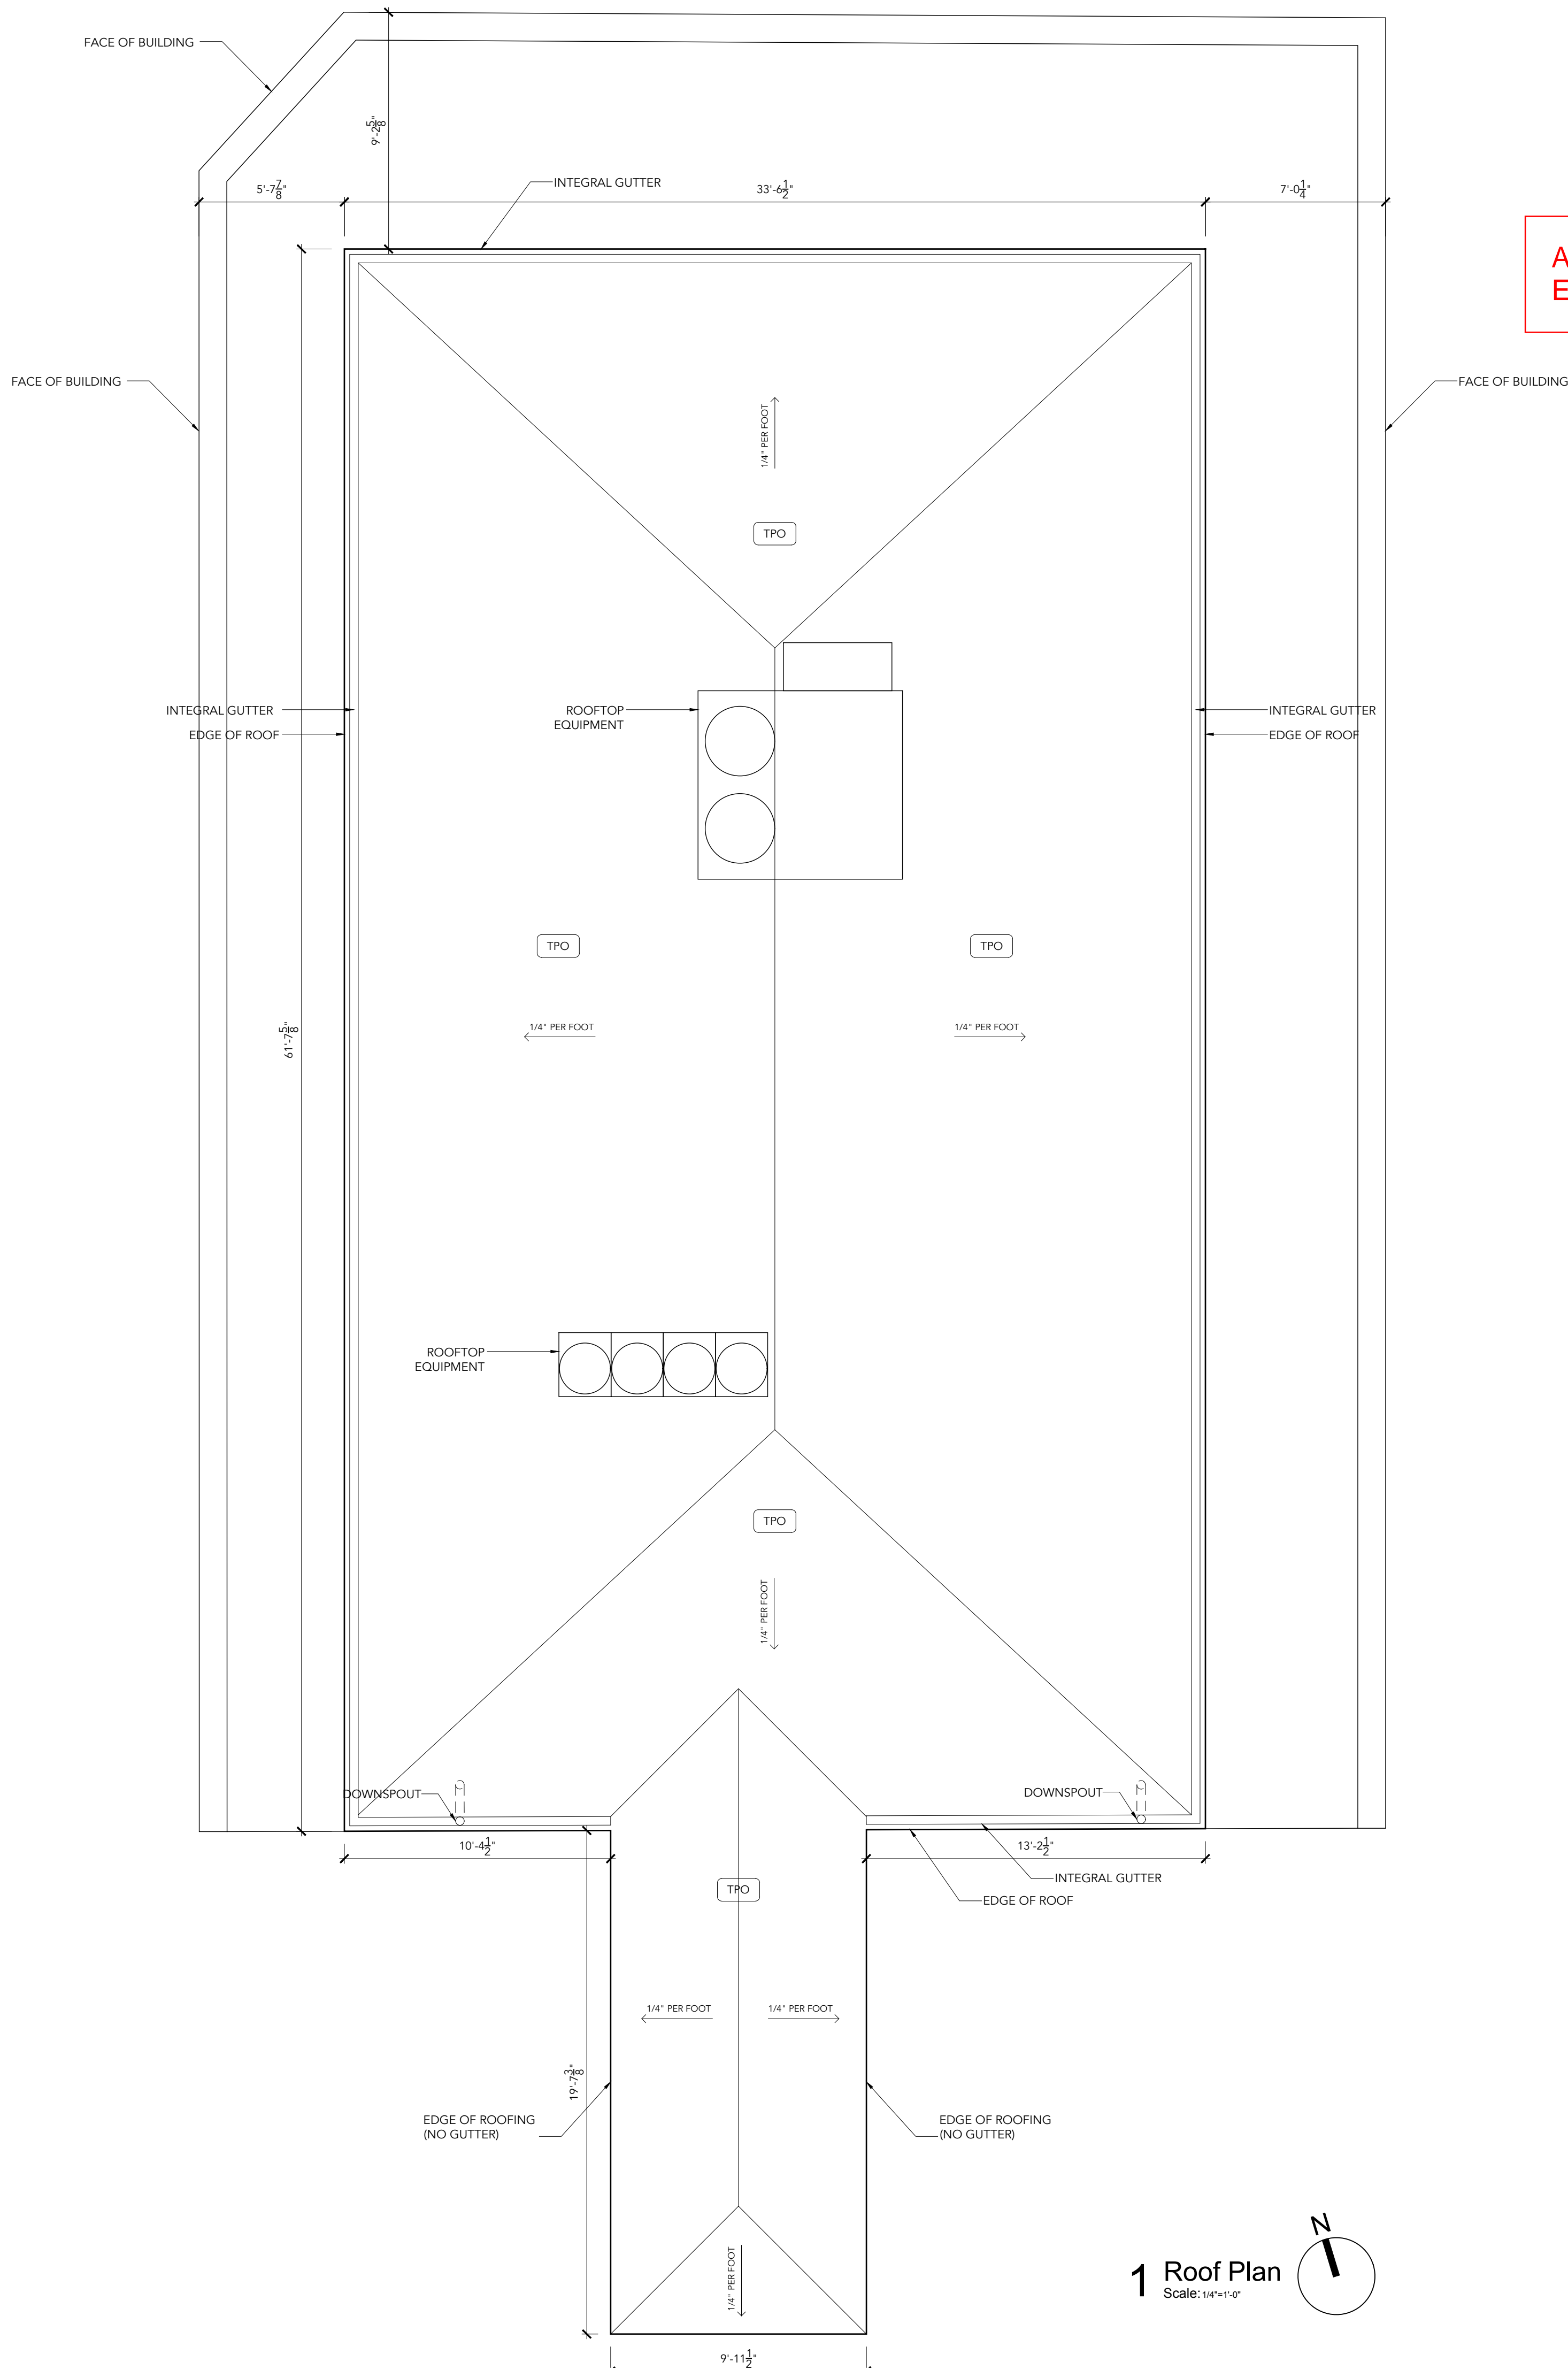 FACE OF BUILDING
9'-2 5/8"
5'-7 7/8"
INTEGRAL GUTTER
33'-6 1/2"
7'-0 1/4"
A
E
FACE OF BUILDING
FACE OF BUILDING
1/4" PER FOOT
TPO
INTEGRAL GUTTER
EDGE OF ROOF
ROOFTOP
EQUIPMENT
INTEGRAL GUTTER
EDGE OF ROOF
TPO
TPO
61'-7 5/8"
1/4" PER FOOT
1/4" PER FOOT
ROOFTOP
EQUIPMENT
TPO
1/4" PER FOOT
DOWNSPOUT
DOWNSPOUT
10'-4 1/2"
13'-2 1/2"
INTEGRAL GUTTER
EDGE OF ROOF
TPO
1/4" PER FOOT
1/4" PER FOOT
19'-7 3/8"
EDGE OF ROOFING
(NO GUTTER)
EDGE OF ROOFING
(NO GUTTER)
1/4" PER FOOT
N
1 Roof Plan
Scale: 1/4"=1'-0"
9'-11 1/2"